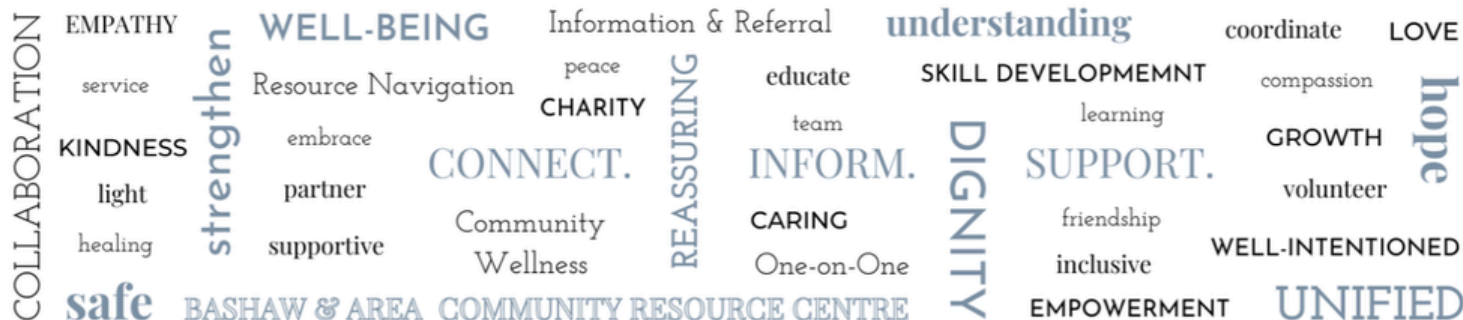 COLLABORATION
EMPATHY
service
KINDNESS
light
healing
safe
strengthen
WELL-BEING
Resource Navigation
embrace
partner
supportive
BASHAW & AREA COMMUNITY RESOURCE CENTRE
Information & Referral
peace
CHARITY
CONNECT.
Community
Wellness
REASSURING
understanding
educate
team
INFORM.
CARING
One-on-One
SKILL DEVELOPMEMNT
DIGNITY
learning
SUPPORT.
friendship
inclusive
EMPOWERMENT
coordinate
LOVE
compassion
GROWTH
hope
volunteer
WELL-INTENTIONED
UNIFIED